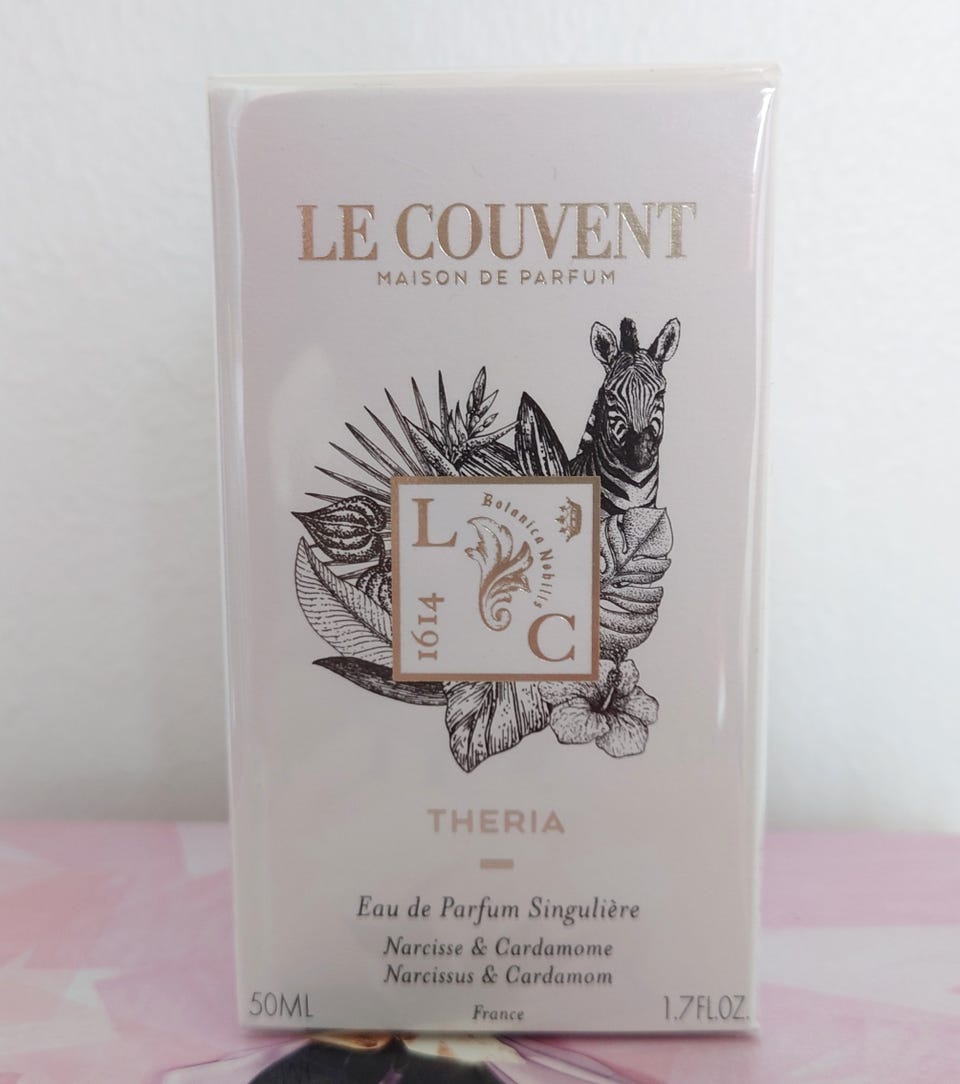 LE COUVENT
MAISON DE PARFUM
L
Botanica Nobilis
1614
C
THERIA
Eau de Parfum Singulière
Narcisse & Cardamome
Narcissus & Cardamom
50ML
France
1.7FL.OZ.